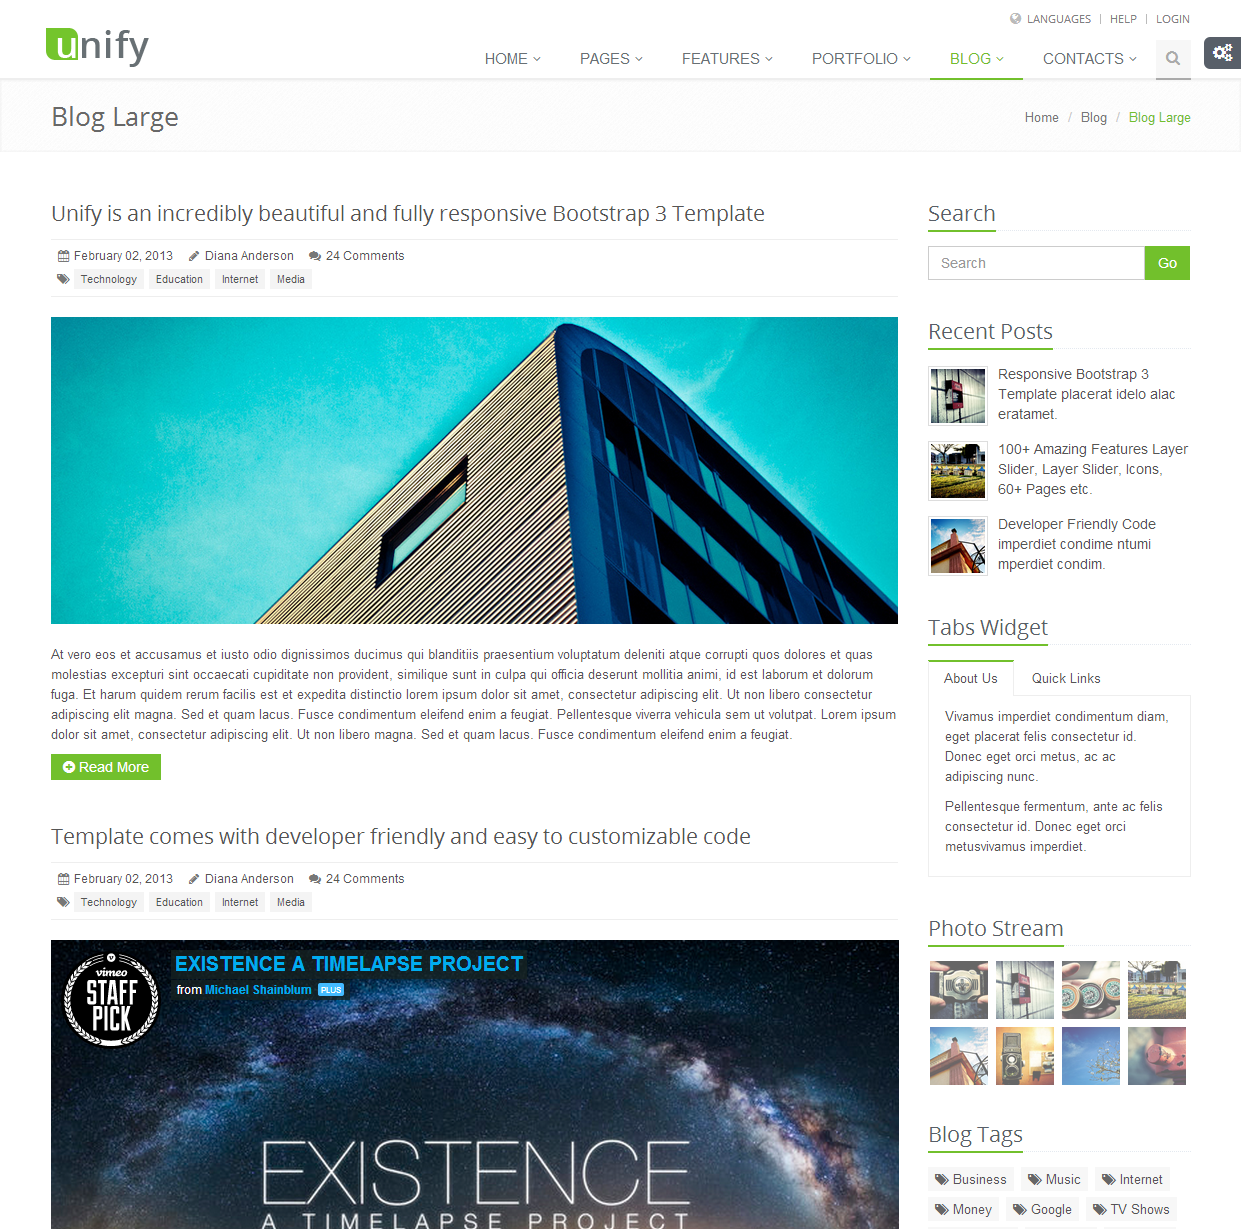 LANGUAGES | HELP | LOGIN
unify
HOME PAGES FEATURES PORTFOLIO BLOG CONTACTS
Blog Large
Home / Blog / Blog Large
Unify is an incredibly beautiful and fully responsive Bootstrap 3 Template
February 02, 2013 Diana Anderson 24 Comments
Technology Education Internet Media
At vero eos et accusamus et iusto odio dignissimos ducimus qui blanditiis praesentium voluptatum deleniti atque corrupti quos dolores et quas
molestias excepturi sint occaecati cupiditate non provident, similique sunt in culpa qui officia deserunt mollitia animi, id est laborum et dolorum
fuga. Et harum quidem rerum facilis est et expedita distinctio lorem ipsum dolor sit amet, consectetur adipiscing elit. Ut non libero consectetur
adipiscing elit magna. Sed et quam lacus. Fusce condimentum eleifend enim a feugiat. Pellentesque viverra vehicula sem ut volutpat. Lorem ipsum
dolor sit amet, consectetur adipiscing elit. Ut non libero magna. Sed et quam lacus. Fusce condimentum eleifend enim a feugiat.
Read More
Template comes with developer friendly and easy to customizable code
February 02, 2013 Diana Anderson 24 Comments
Technology Education Internet Media
vimeo
STAFF
PICK
EXISTENCE A TIMELAPSE PROJECT
from Michael Shainblum PLUS
EXISTENCE
A TIMELAPSE PROJECT
Search
Search Go
Recent Posts
Responsive Bootstrap 3
Template placerat idelo alac
eratamet.
100+ Amazing Features Layer
Slider, Layer Slider, Icons,
60+ Pages etc.
Developer Friendly Code
imperdiet condime ntumi
mperdiet condim.
Tabs Widget
About Us Quick Links
Vivamus imperdiet condimentum diam,
eget placerat felis consectetur id.
Donec eget orci metus, ac ac
adipiscing nunc.
Pellentesque fermentum, ante ac felis
consectetur id. Donec eget orci
metusvivamus imperdiet.
Photo Stream
Blog Tags
Business Music Internet
Money Google TV Shows